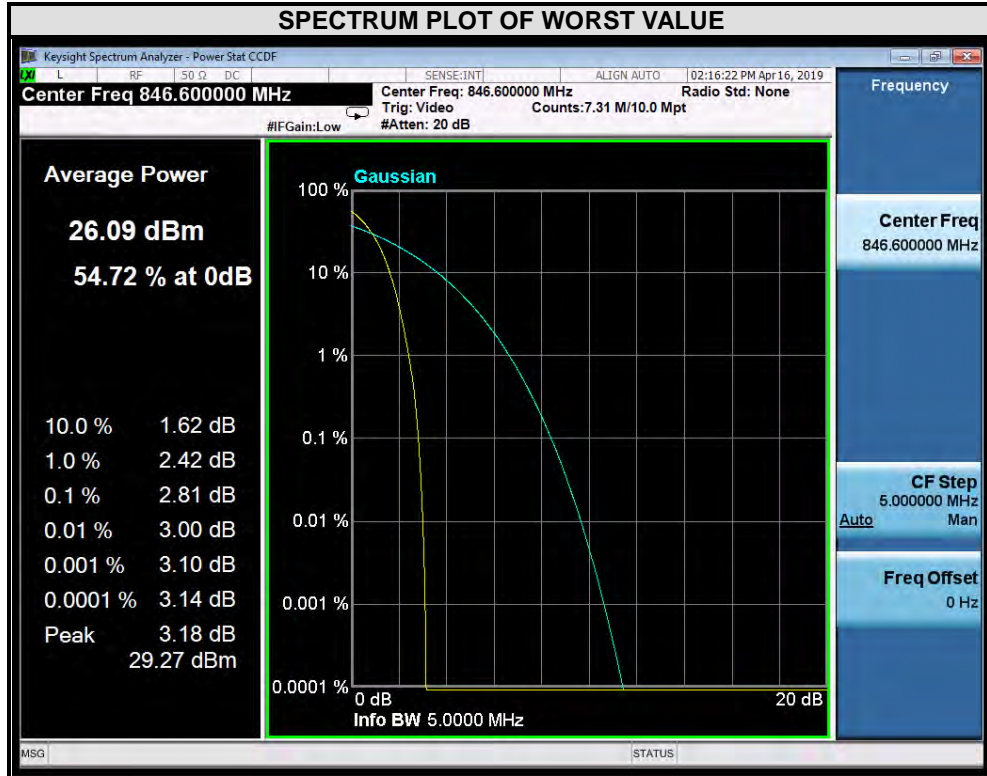 SPECTRUM PLOT OF WORST VALUE
Keysight Spectrum Analyzer - Power Stat CCDF
LXI L RF 50 Ω DC SENSE:INT ALIGN AUTO 02:16:22 PM Apr 16, 2019
Center Freq 846.600000 MHz
Center Freq: 846.600000 MHz Radio Std: None
Trig: Video Counts:7.31 M/10.0 Mpt
#IFGain:Low #Atten: 20 dB
Frequency
Average Power
26.09 dBm
54.72 % at 0dB
10.0 % 1.62 dB
1.0 % 2.42 dB
0.1 % 2.81 dB
0.01 % 3.00 dB
0.001 % 3.10 dB
0.0001 % 3.14 dB
Peak 3.18 dB
29.27 dBm
Gaussian
100 %
10 %
1 %
0.1 %
0.01 %
0.001 %
0.0001 %
0 dB 20 dB
Info BW 5.0000 MHz
Center Freq
846.600000 MHz
CF Step
5.000000 MHz
Auto Man
Freq Offset
0 Hz
MSG STATUS